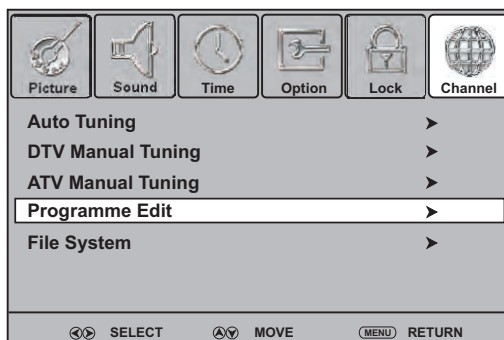 Picture Sound Time Option Lock Channel
Auto Tuning
DTV Manual Tuning
ATV Manual Tuning
Programme Edit
File System
SELECT MOVE MENU RETURN